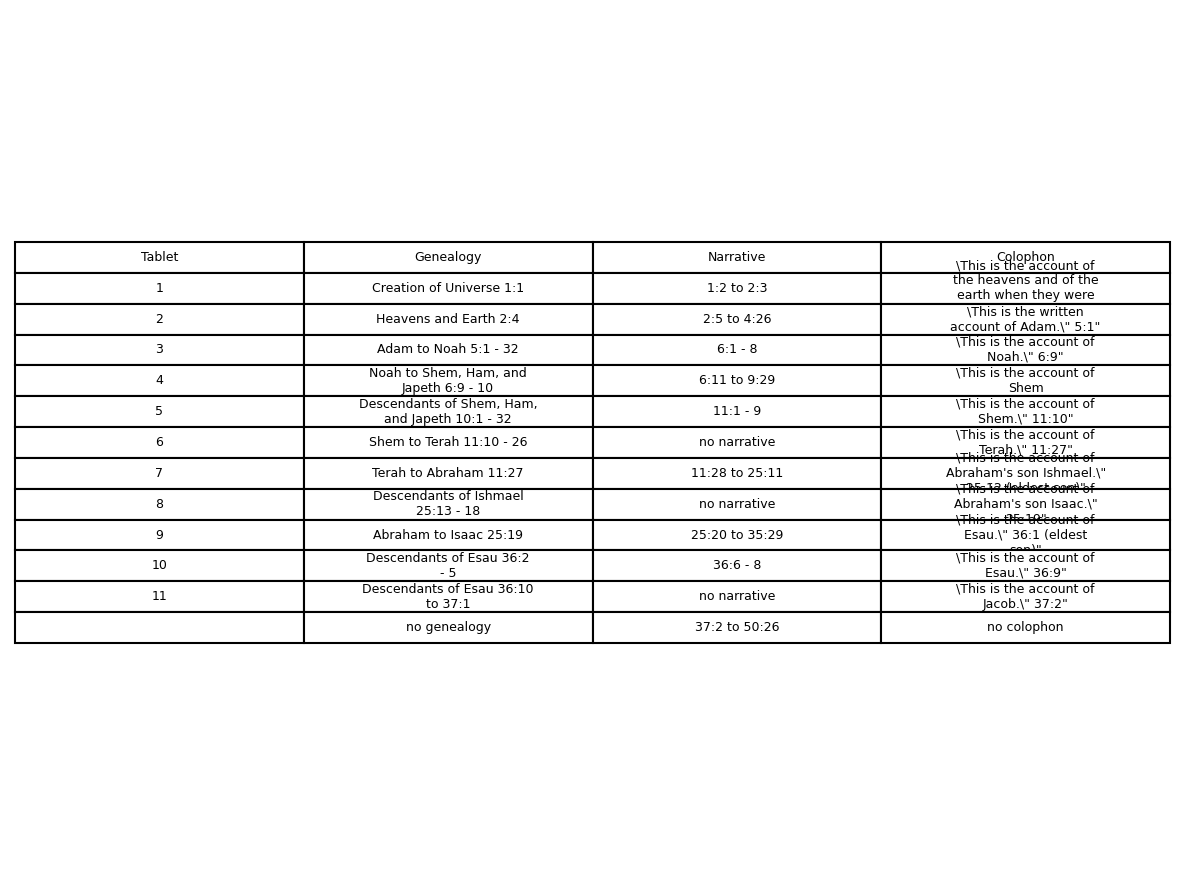 Tablet
Genealogy
Narrative
Colophon
1
Creation of Universe 1:1
1:2 to 2:3
\This is the account of
the heavens and of the
earth when they were
2
Heavens and Earth 2:4
2:5 to 4:26
\This is the written
account of Adam.\" 5:1"
3
Adam to Noah 5:1 - 32
6:1 - 8
\This is the account of
Noah.\" 6:9"
4
Noah to Shem, Ham, and
Japeth 6:9 - 10
6:11 to 9:29
\This is the account of
Shem
5
Descendants of Shem, Ham,
and Japeth 10:1 - 32
11:1 - 9
\This is the account of
Shem.\" 11:10"
6
Shem to Terah 11:10 - 26
no narrative
\This is the account of
Terah.\" 11:27"
7
Terah to Abraham 11:27
11:28 to 25:11
\This is the account of
Abraham's son Ishmael.\"
25:12 (eldest son)"
8
Descendants of Ishmael
25:13 - 18
no narrative
\This is the account of
Abraham's son Isaac.\"
25:19"
9
Abraham to Isaac 25:19
25:20 to 35:29
\This is the account of
Esau.\" 36:1 (eldest
son)"
10
Descendants of Esau 36:2
- 5
36:6 - 8
\This is the account of
Esau.\" 36:9"
11
Descendants of Esau 36:10
to 37:1
no narrative
\This is the account of
Jacob.\" 37:2"
no genealogy
37:2 to 50:26
no colophon